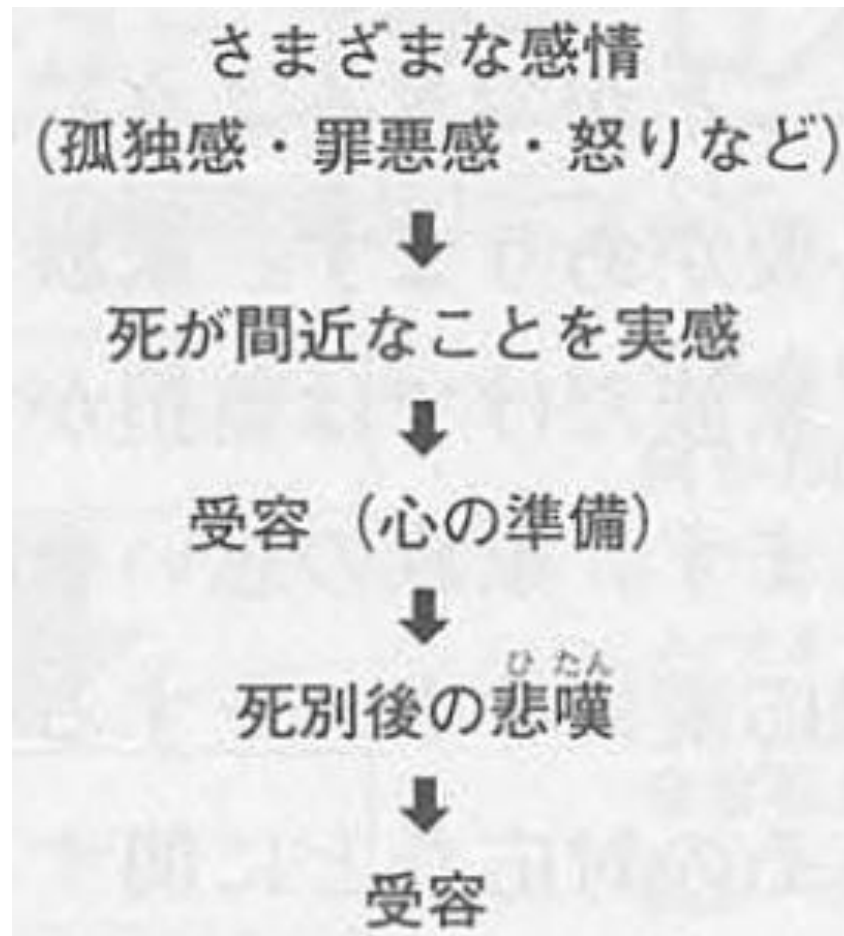 さまざまな感情
（孤独感・罪悪感・怒りなど）
⬇
死が間近なことを実感
⬇
受容（心の準備）
⬇
ひたん
死別後の悲嘆
⬇
受容